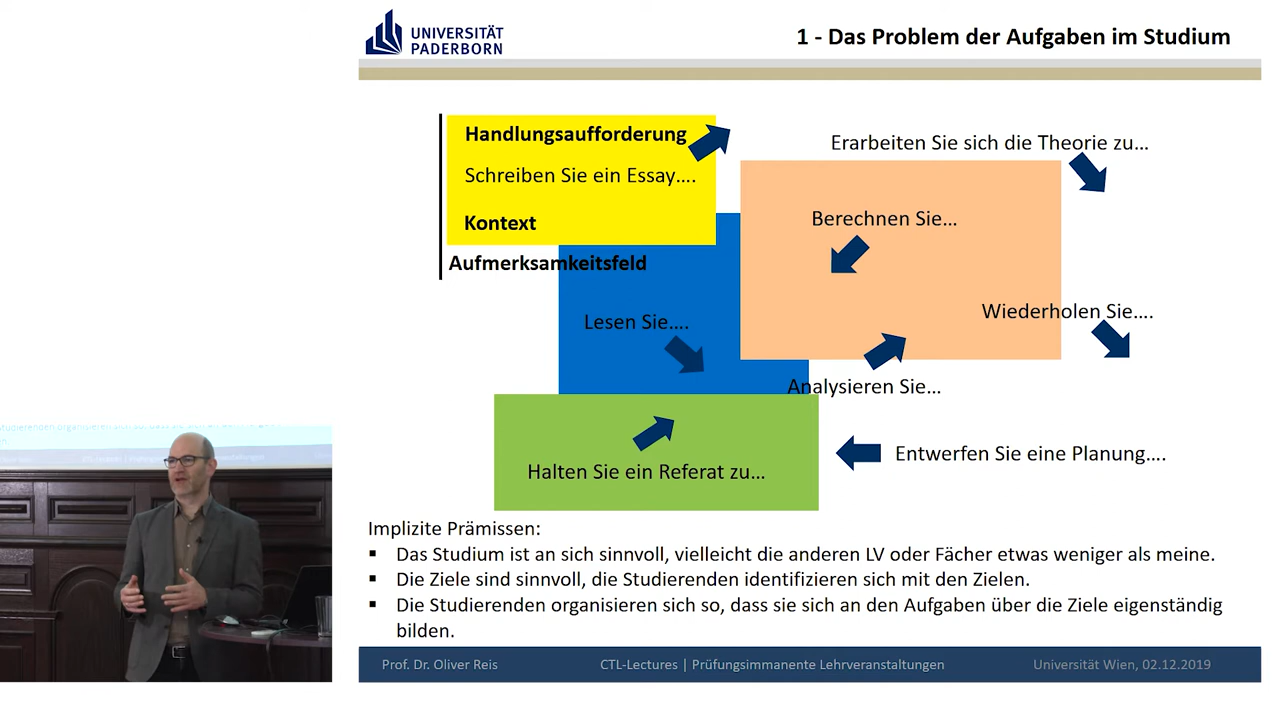 UNIVERSITÄT
PADERBORN
1 - Das Problem der Aufgaben im Studium
Handlungsaufforderung
Schreiben Sie ein Essay….
Kontext
Aufmerksamkeitsfeld
Erarbeiten Sie sich die Theorie zu…
Berechnen Sie…
Wiederholen Sie….
Lesen Sie….
Analysieren Sie…
Halten Sie ein Referat zu…
Entwerfen Sie eine Planung….
Implizite Prämissen:
▪ Das Studium ist an sich sinnvoll, vielleicht die anderen LV oder Fächer etwas weniger als meine.
▪ Die Ziele sind sinnvoll, die Studierenden identifizieren sich mit den Zielen.
▪ Die Studierenden organisieren sich so, dass sie sich an den Aufgaben über die Ziele eigenständig
bilden.
Prof. Dr. Oliver Reis
CTL-Lectures | Prüfungsimmanente Lehrveranstaltungen
Universität Wien, 02.12.2019